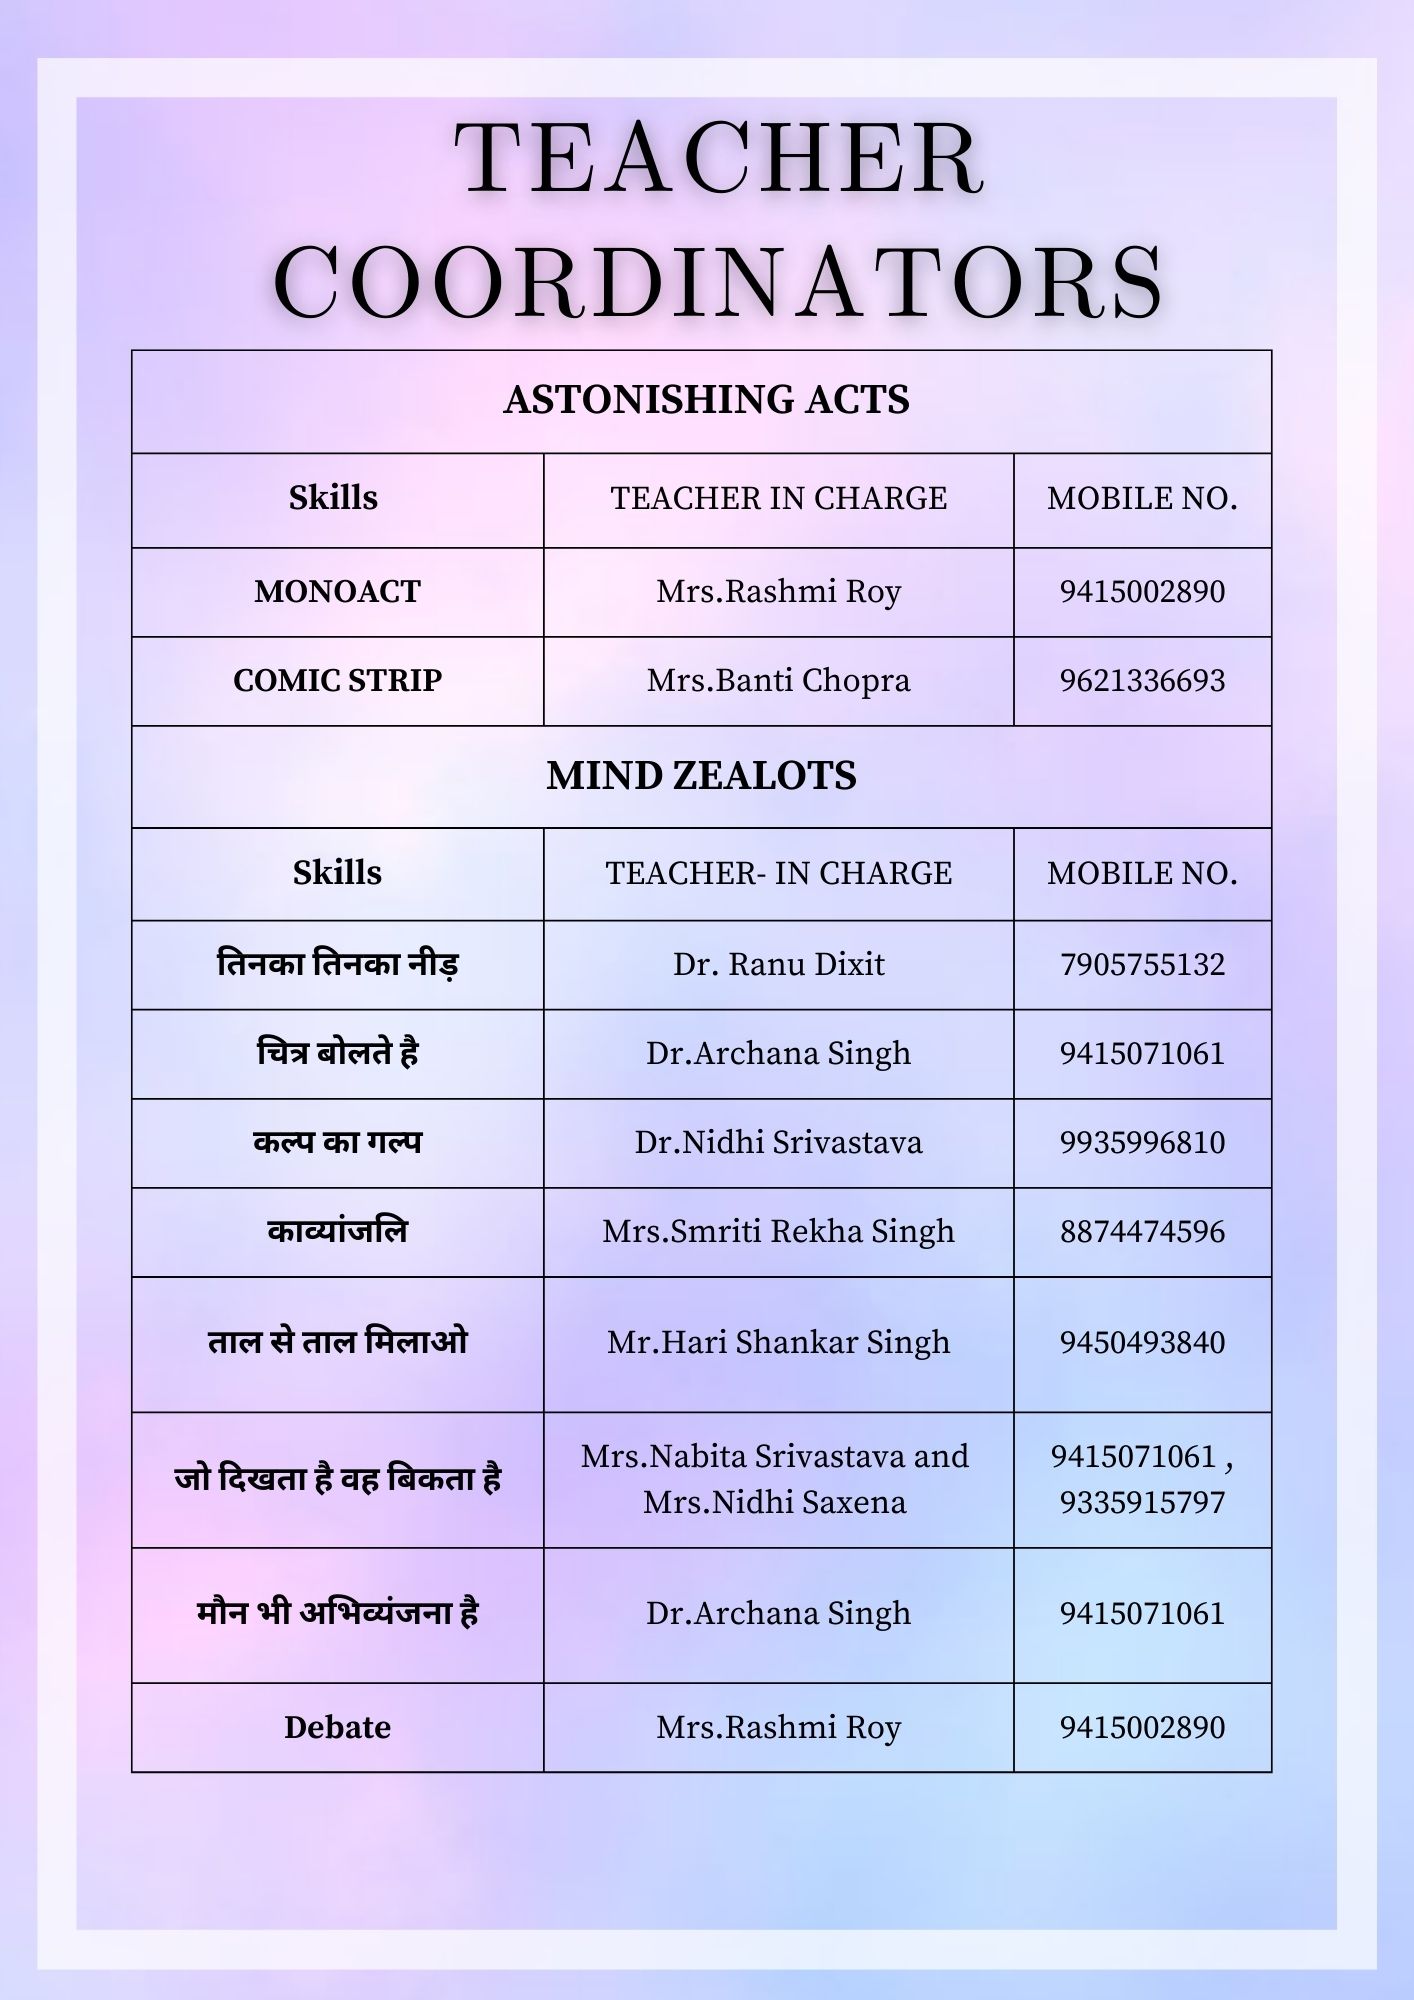 TEACHER
COORDINATORS
ASTONISHING ACTS
Skills TEACHER IN CHARGE MOBILE NO.
MONOACT Mrs.Rashmi Roy 9415002890
COMIC STRIP Mrs.Banti Chopra 9621336693
MIND ZEALOTS
Skills TEACHER- IN CHARGE MOBILE NO.
तिनका तिनका नीड़ Dr. Ranu Dixit 7905755132
चित्र बोलते है Dr.Archana Singh 9415071061
कल्प का गल्प Dr.Nidhi Srivastava 9935996810
काव्यांजलि Mrs.Smriti Rekha Singh 8874474596
ताल से ताल मिलाओ Mr.Hari Shankar Singh 9450493840
जो दिखता है वह बिकता है Mrs.Nabita Srivastava and 9415071061 ,
Mrs.Nidhi Saxena 9335915797
मौन भी अभिव्यंजना है Dr.Archana Singh 9415071061
Debate Mrs.Rashmi Roy 9415002890